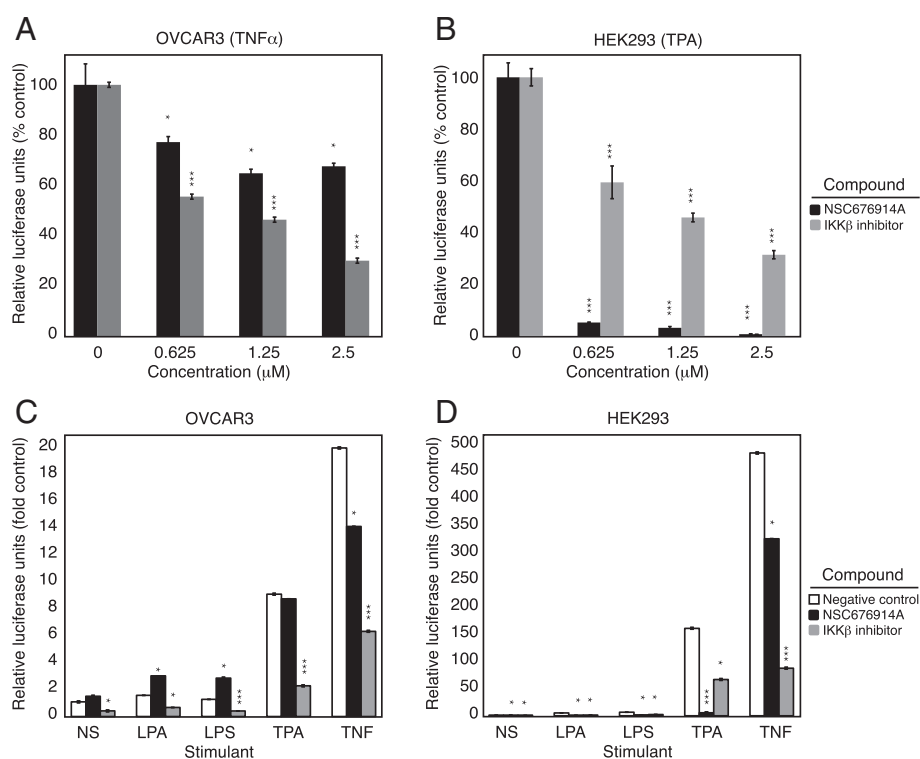 A
OVCAR3 (TNFα)
Relative luciferase units (% control)
100
80
60
40
20
0
*
***
*
***
*
***
0 0.625 1.25 2.5
Concentration (μM)
B
HEK293 (TPA)
Relative luciferase units (% control)
100
80
60
40
20
0
***
***
***
***
***
***
0 0.625 1.25 2.5
Concentration (μM)
Compound
NSC676914A
IKKβ inhibitor
C
OVCAR3
Relative luciferase units (fold control)
20
18
16
14
12
10
8
6
4
2
0
*
*
*
*
***
***
*
***
NS LPA LPS TPA TNF
Stimulant
D
HEK293
Relative luciferase units (fold control)
500
450
400
350
300
250
200
150
100
50
0
* *
* *
* *
***
*
*
***
NS LPA LPS TPA TNF
Stimulant
Compound
Negative control
NSC676914A
IKKβ inhibitor